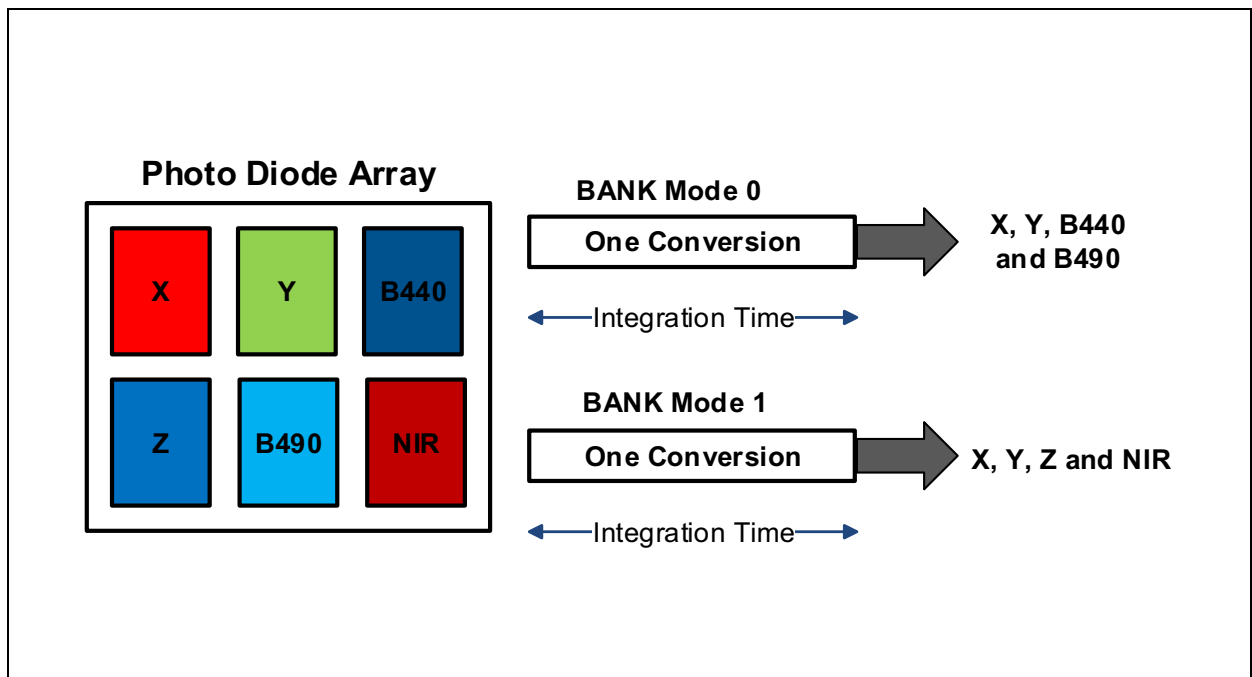 Photo Diode Array
X
Y
B440
Z
B490
NIR
BANK Mode 0
One Conversion
Integration Time
X, Y, B440
and B490
BANK Mode 1
One Conversion
Integration Time
X, Y, Z and NIR